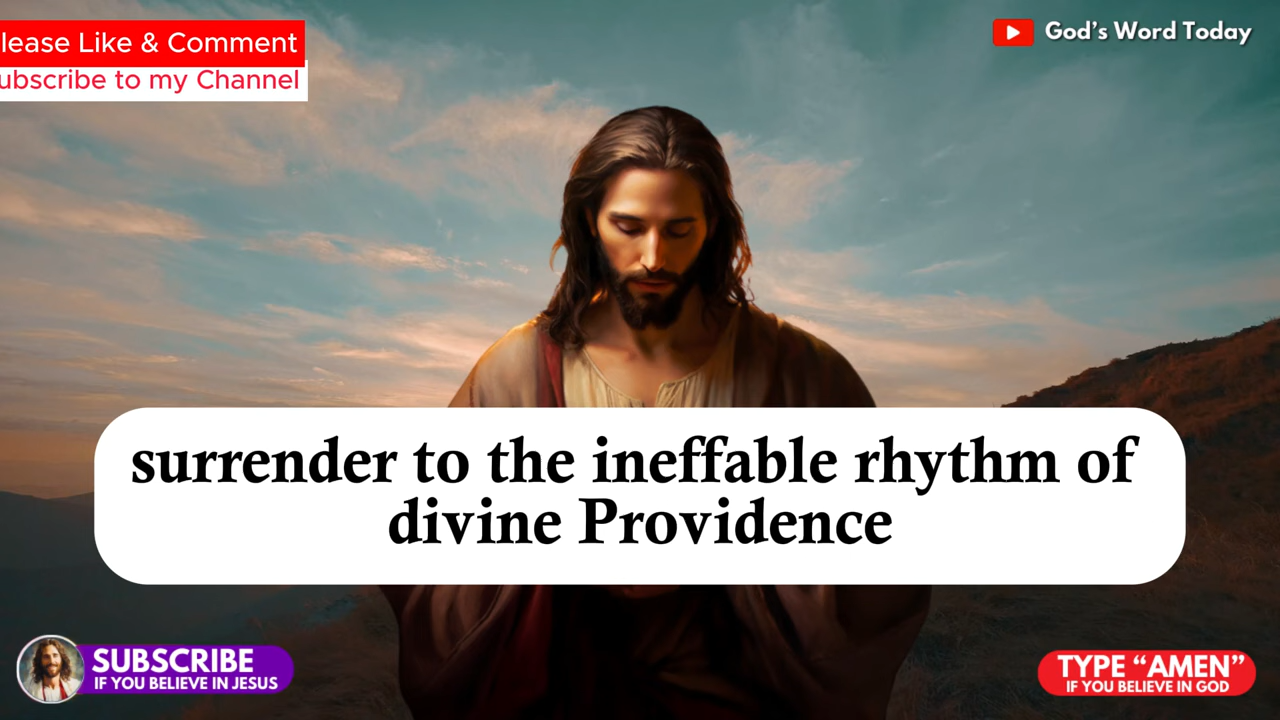 lease Like & Comment
ubscribe to my Channel
God's Word Today
surrender to the ineffable rhythm of
divine Providence
SUBSCRIBE
IF YOU BELIEVE IN JESUS
TYPE “AMEN”
IF YOU BELIEVE IN GOD